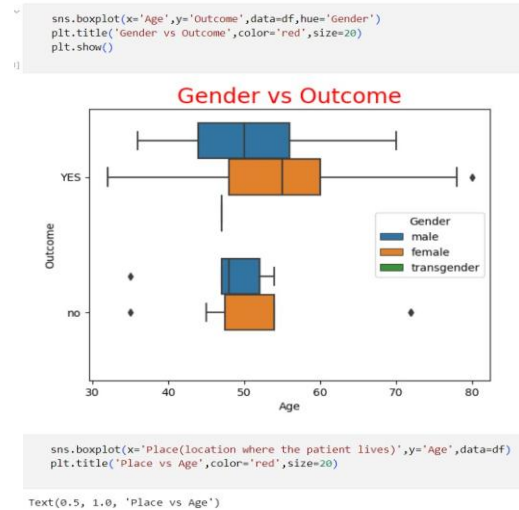 sns.boxplot(x='Age',y='Outcome',data=df,hue='Gender')
plt.title('Gender vs Outcome',color='red',size=20)
plt.show()
Gender vs Outcome
YES
no
Outcome
Gender
male
female
transgender
30 40 50 60 70 80
Age
sns.boxplot(x='Place(location where the patient lives)',y='Age',data=df)
plt.title('Place vs Age',color='red',size=20)
Text(0.5, 1.0, 'Place vs Age')